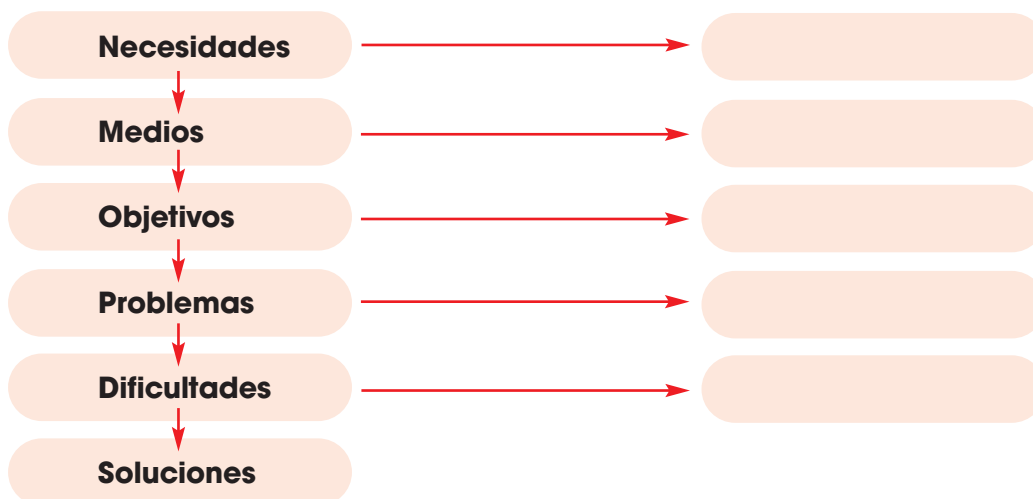 Necesidades
Medios
Objetivos
Problemas
Dificultades
Soluciones